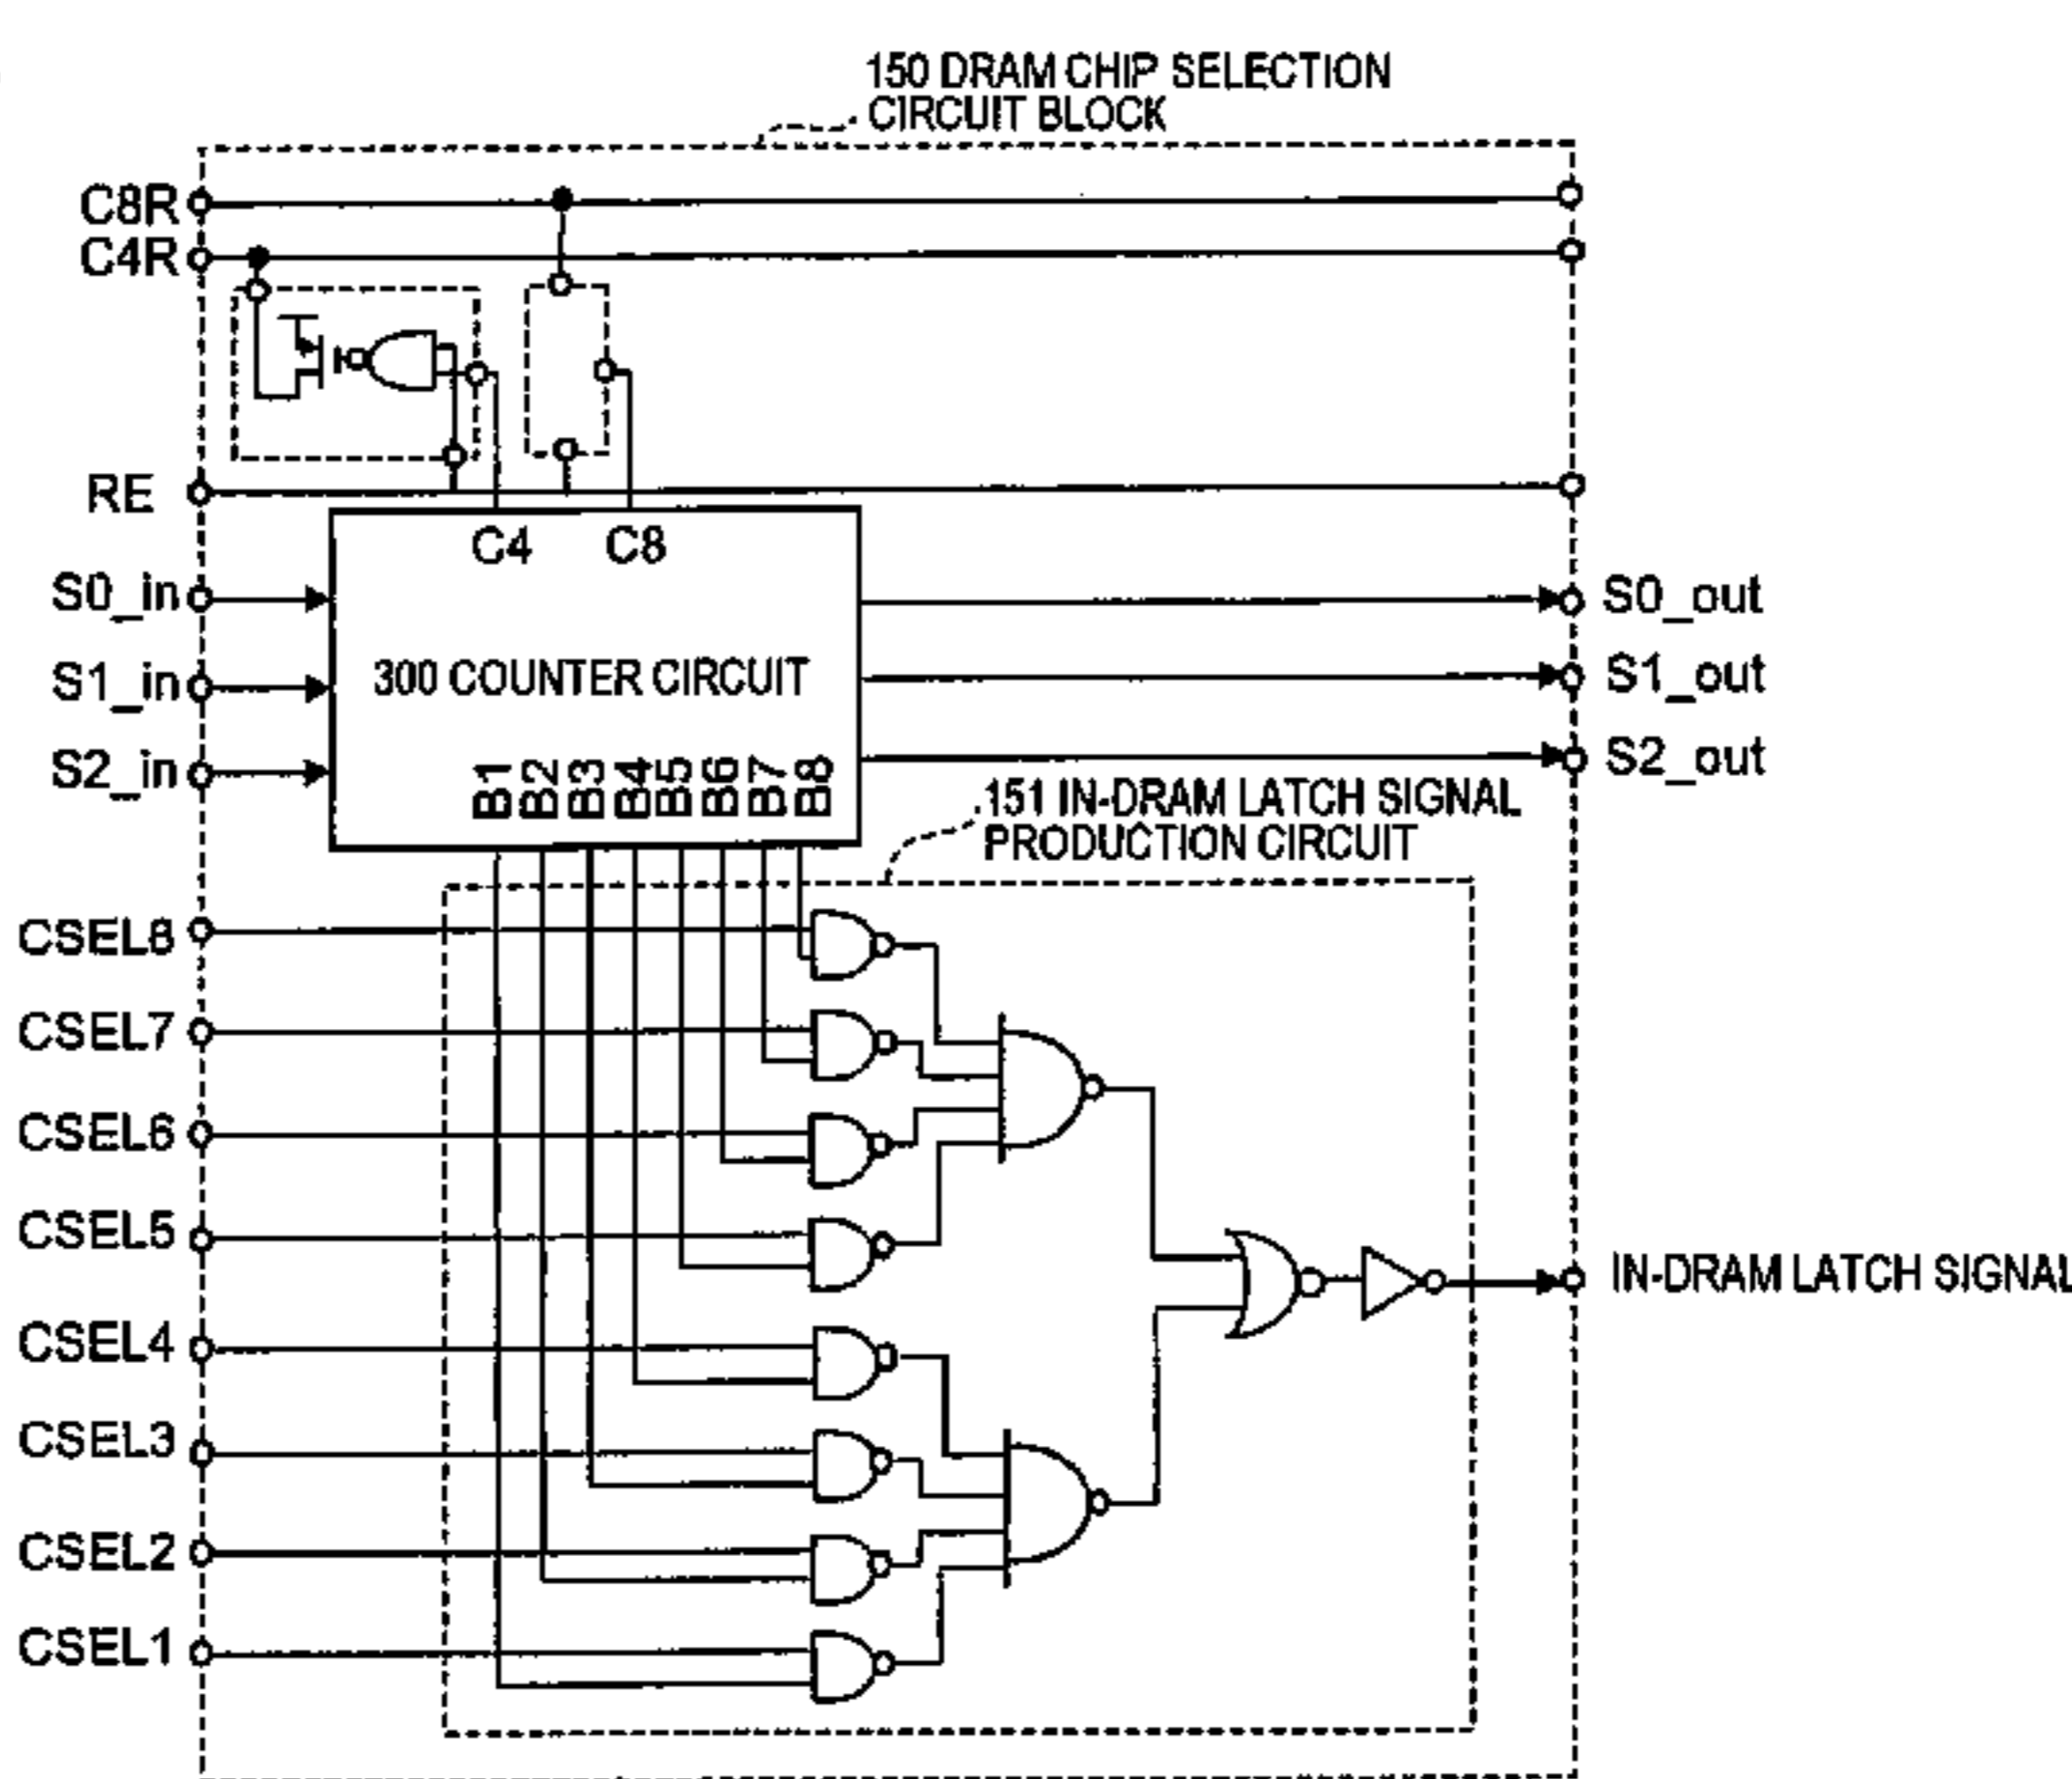 150 DRAM CHIP SELECTION
CIRCUIT BLOCK
C8R
C4R
RE
C4
C8
S0_in
S0_out
300 COUNTER CIRCUIT
S1_in
S1_out
S2_in
S2_out
B1
B2
B3
B4
B5
B6
B7
B8
151 IN-DRAM LATCH SIGNAL
PRODUCTION CIRCUIT
CSEL8
CSEL7
CSEL6
CSEL5
CSEL4
IN-DRAM LATCH SIGNAL
CSEL3
CSEL2
CSEL1